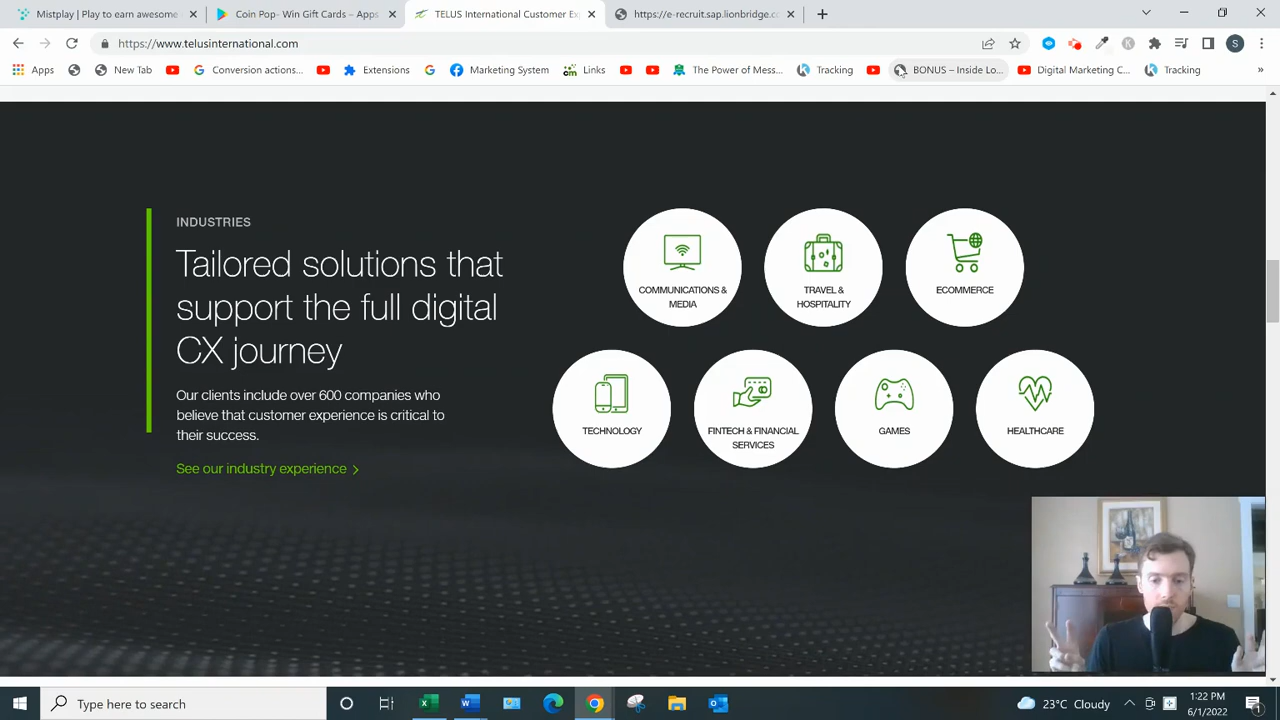 Mistplay | Play to earn awesome
Coin Pop- Win Gift Cards – Apps
TELUS International Customer Ex
https://e-recruit.sap.lionbridge.c
https://www.telusinternational.com
S
Apps
New Tab
Conversion actions...
Extensions
Marketing System
Links
The Power of Mess...
Tracking
BONUS – Inside Lo...
Digital Marketing C...
Tracking
»
INDUSTRIES
Tailored solutions that
support the full digital
CX journey
Our clients include over 600 companies who
believe that customer experience is critical to
their success.
See our industry experience >
COMMUNICATIONS &
MEDIA
TRAVEL &
HOSPITALITY
ECOMMERCE
TECHNOLOGY
FINTECH & FINANCIAL
SERVICES
GAMES
HEALTHCARE
Type here to search
23°C Cloudy
1:22 PM
6/1/2022
1